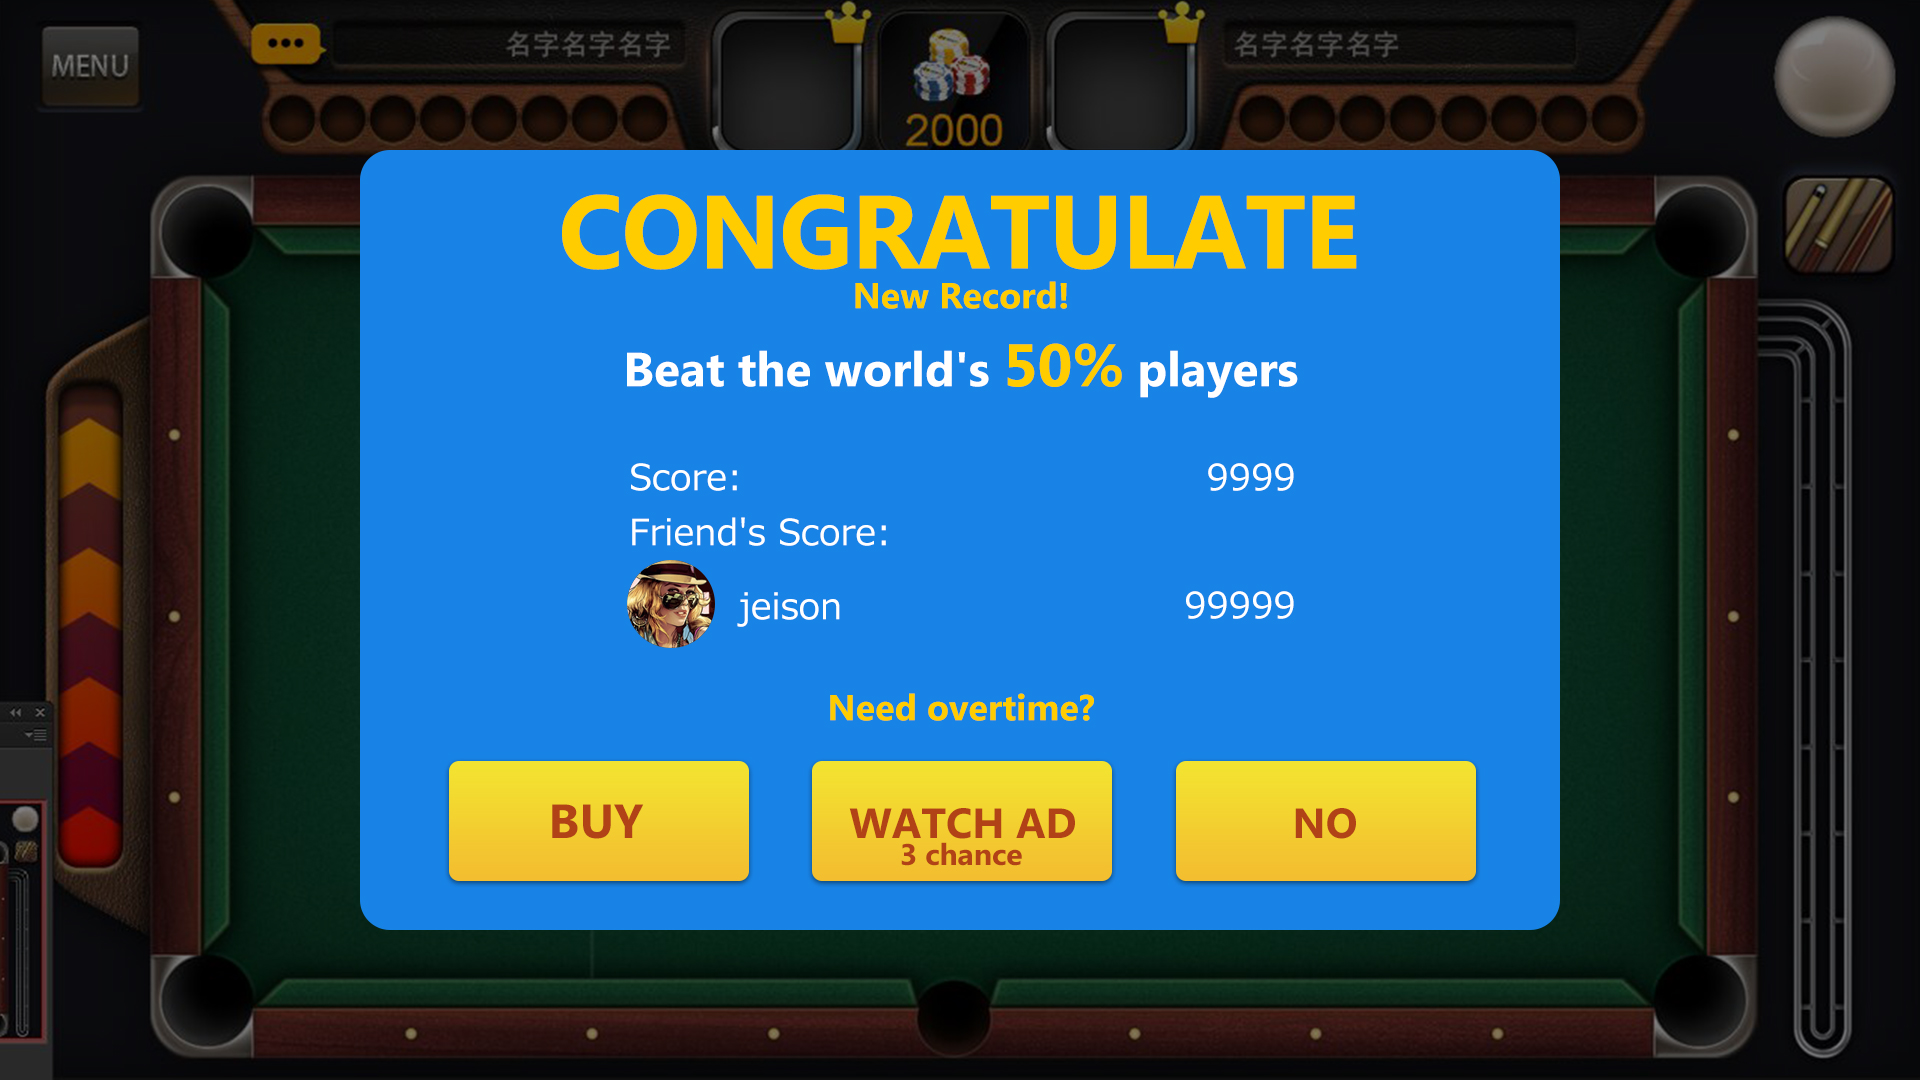 MENU
名字名字名字
2000
名字名字名字
CONGRATULATE
New Record!
Beat the world's 50% players
Score: 9999
Friend's Score:
jeison 99999
Need overtime?
BUY
WATCH AD
3 chance
NO